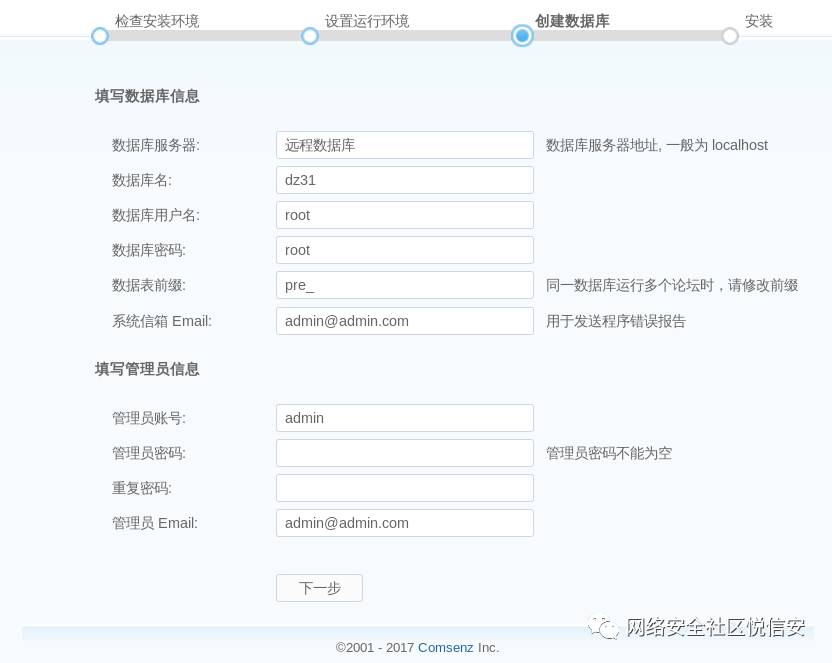 检查安装环境 设置运行环境 创建数据库 安装
填写数据库信息
数据库服务器: 远程数据库 数据库服务器地址, 一般为 localhost
数据库名: dz31
数据库用户名: root
数据库密码: root
数据表前缀: pre_ 同一数据库运行多个论坛时，请修改前缀
系统信箱 Email: admin@admin.com 用于发送程序错误报告
填写管理员信息
管理员账号: admin
管理员密码: 管理员密码不能为空
重复密码:
管理员 Email: admin@admin.com
下一步
网络安全社区悦信安
©2001 - 2017 Comsenz Inc.